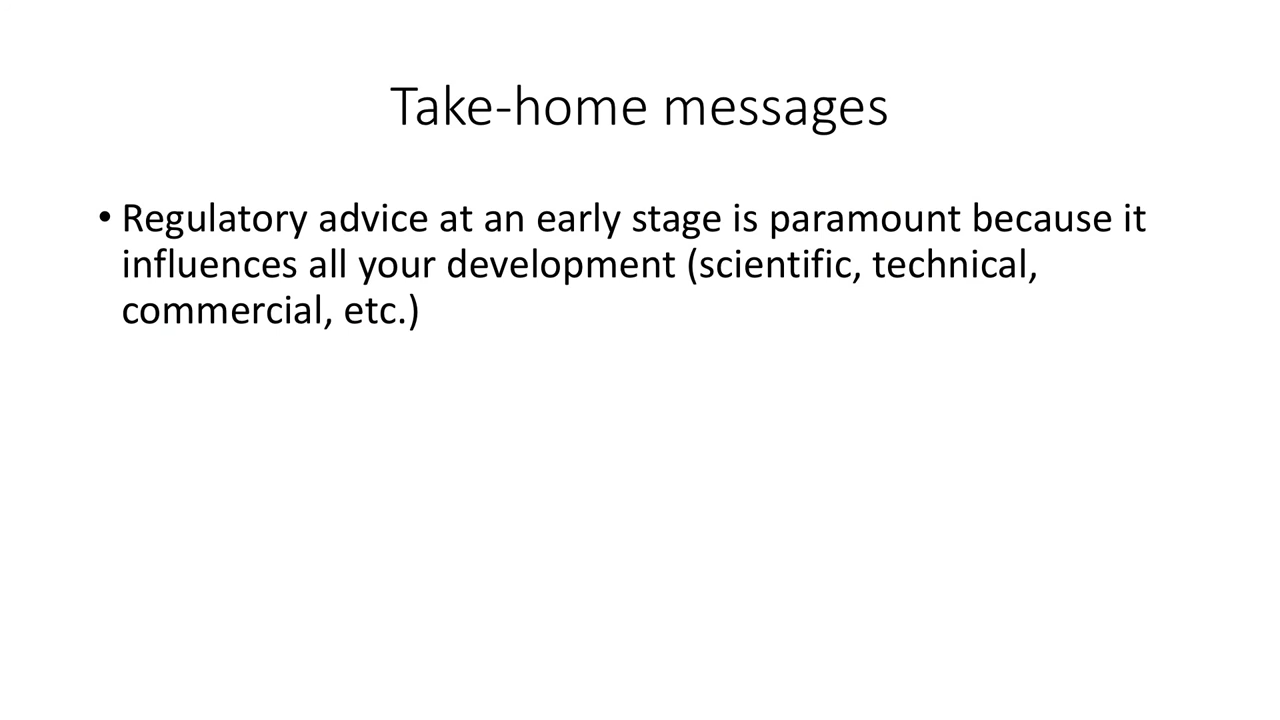 Take-home messages
• Regulatory advice at an early stage is paramount because it
influences all your development (scientific, technical,
commercial, etc.)